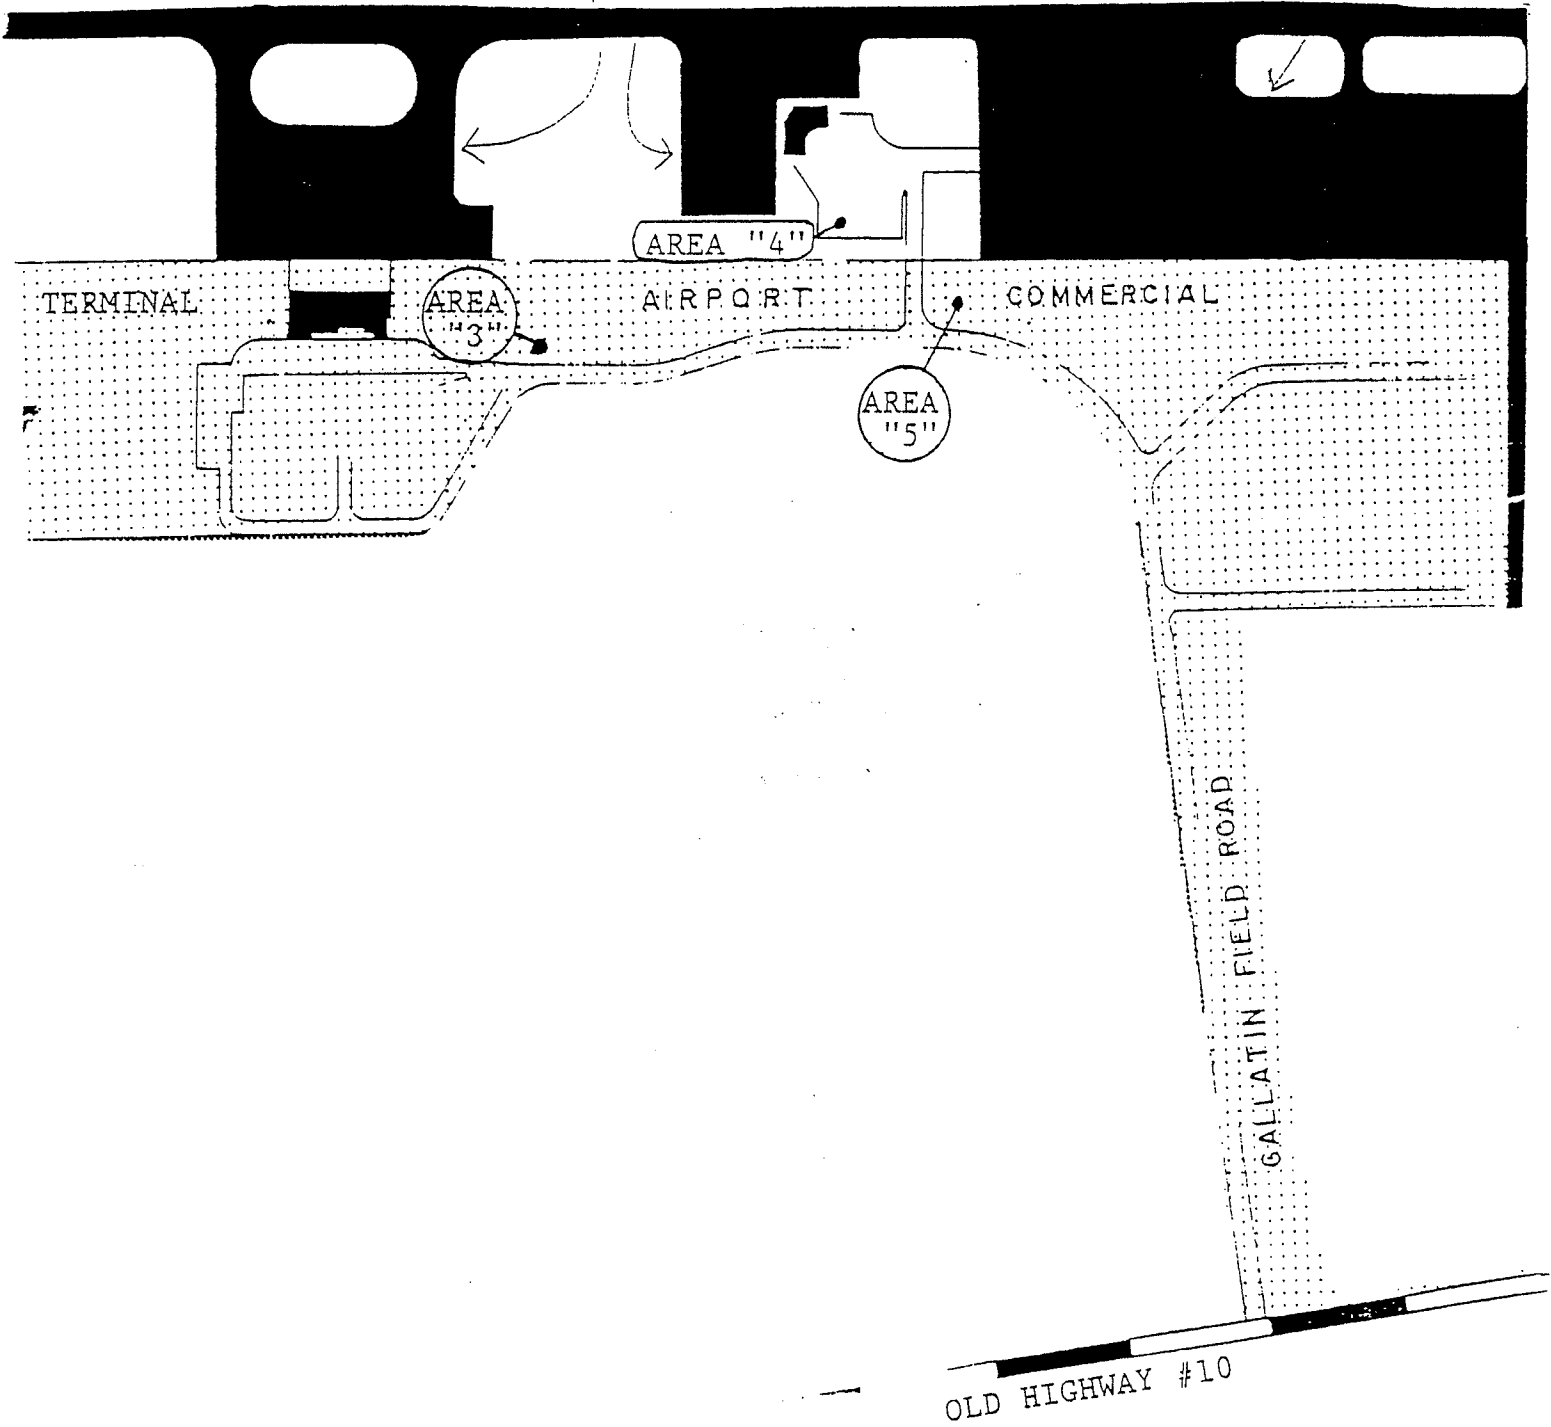 AREA "4"
TERMINAL
AREA
"3"
AIRPORT
COMMERCIAL
AREA
"5"
GALLATIN FIELD ROAD
OLD HIGHWAY #10